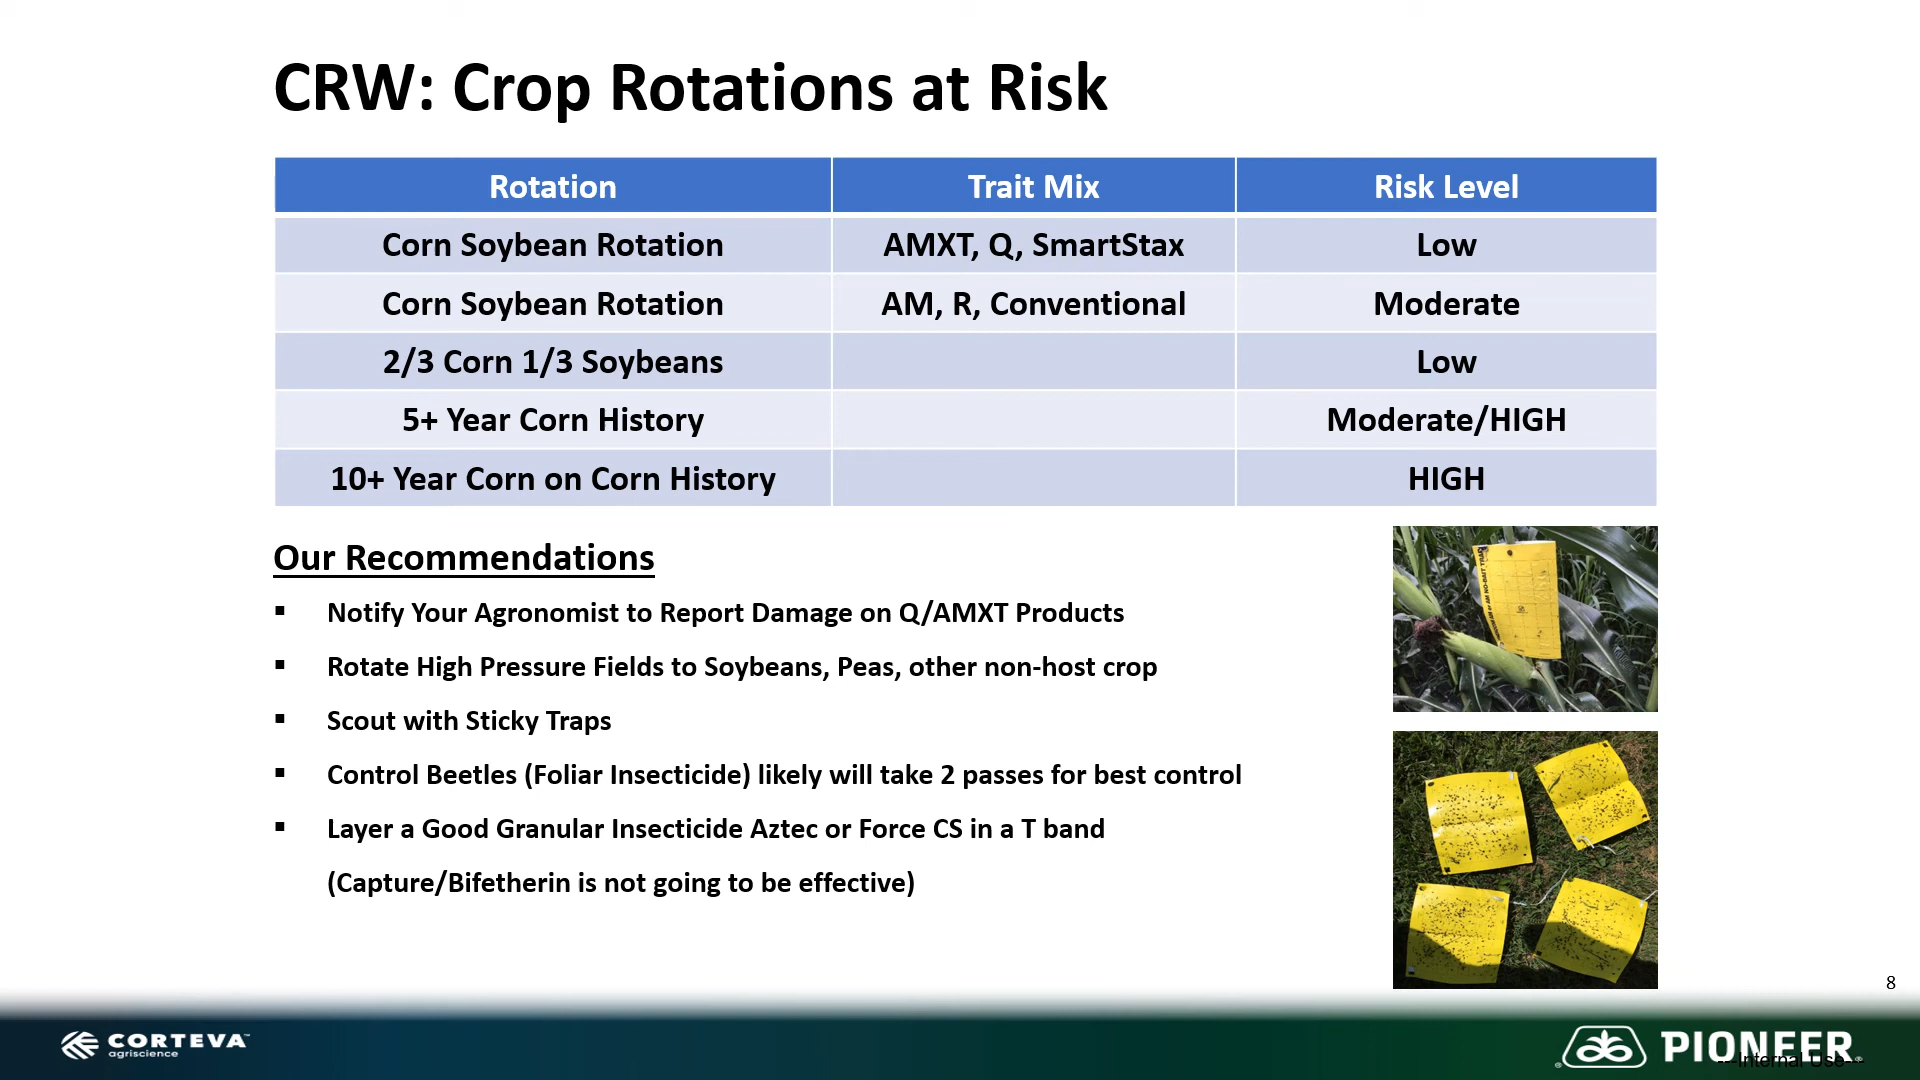 CRW: Crop Rotations at Risk
Rotation Trait Mix Risk Level
Corn Soybean Rotation AMXT, Q, SmartStax Low
Corn Soybean Rotation AM, R, Conventional Moderate
2/3 Corn 1/3 Soybeans Low
5+ Year Corn History Moderate/HIGH
10+ Year Corn on Corn History HIGH
Our Recommendations
▪ Notify Your Agronomist to Report Damage on Q/AMXT Products
▪ Rotate High Pressure Fields to Soybeans, Peas, other non-host crop
▪ Scout with Sticky Traps
▪ Control Beetles (Foliar Insecticide) likely will take 2 passes for best control
▪ Layer a Good Granular Insecticide Aztec or Force CS in a T band
(Capture/Bifetherin is not going to be effective)
8
CORTEVA™
agriscience
PIONEER®
---Internal Use---